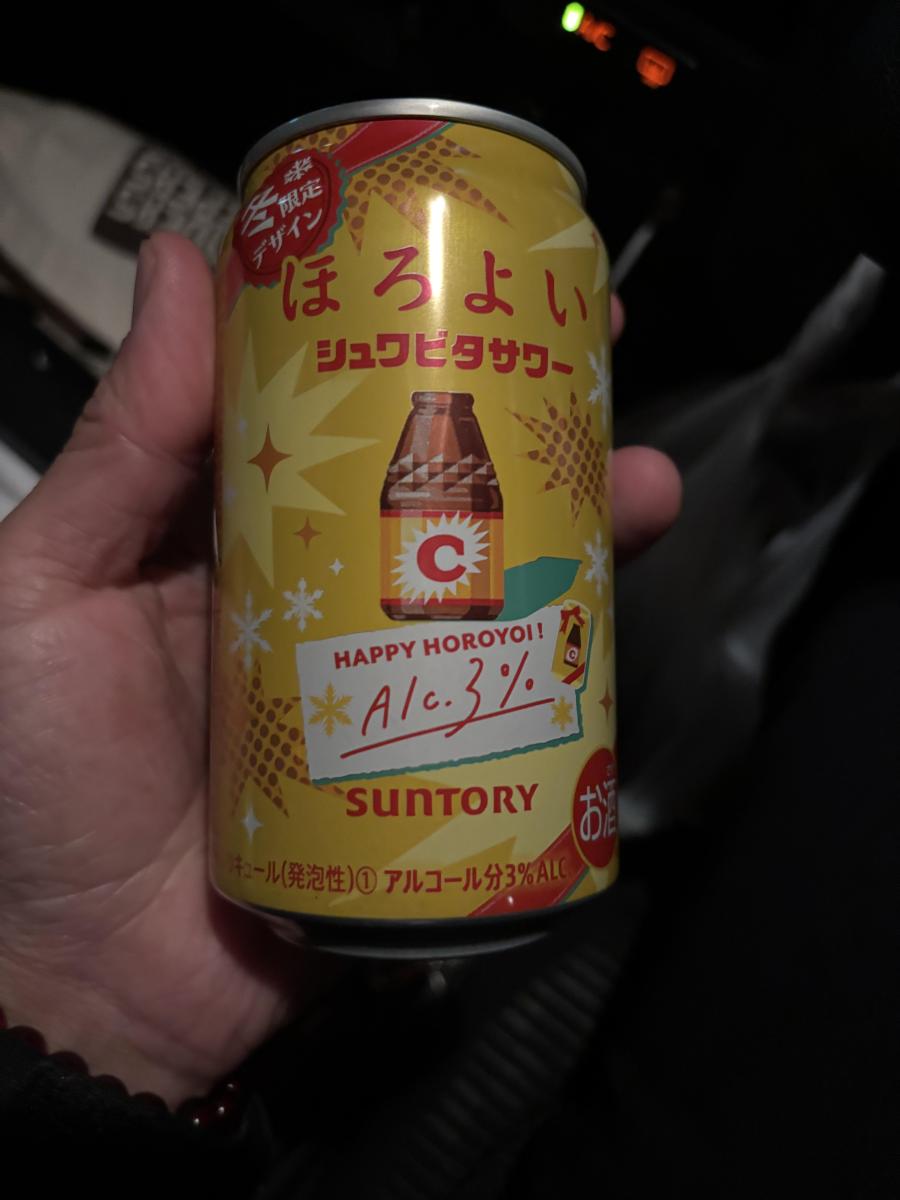 冬限定
デザイン
ほろよい
シュワビタサワー
C
HAPPY HOROYOI!
Alc.3%
SUNTORY
お酒
キュール(発泡性)① アルコール分3% ALC